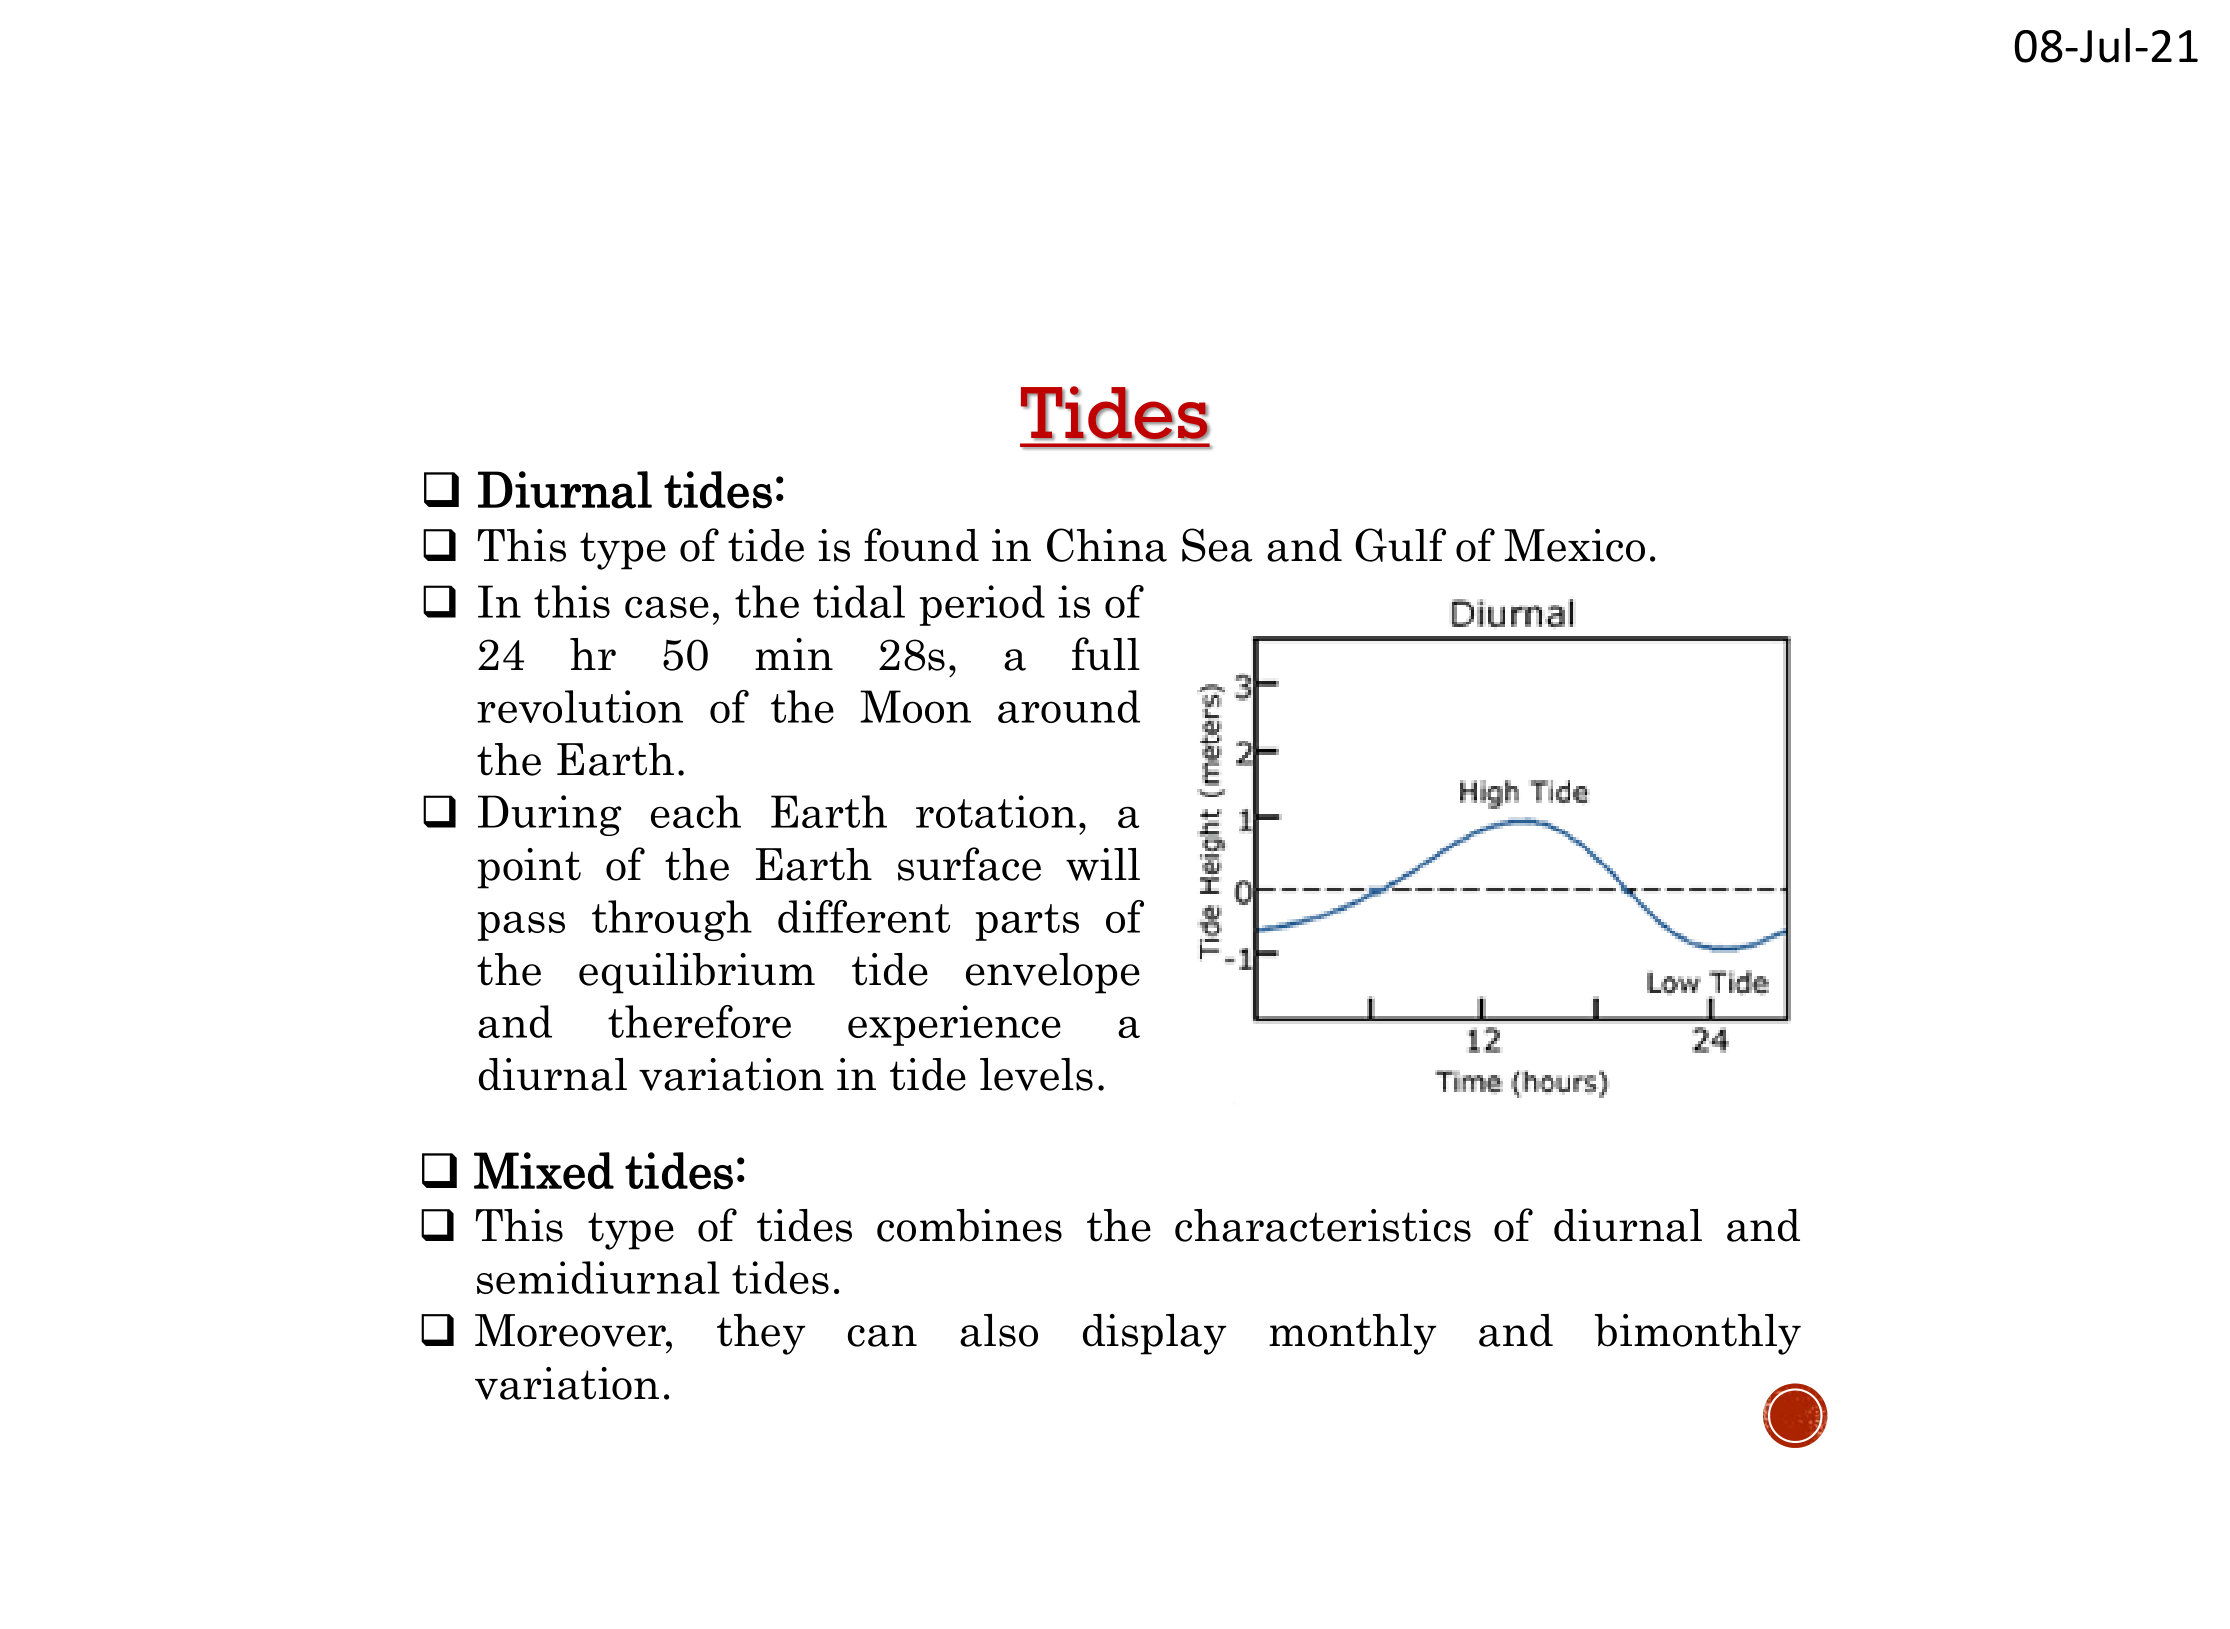 08-Jul-21
Tides
❑ Diurnal tides:
❑ This type of tide is found in China Sea and Gulf of Mexico.
❑ In this case, the tidal period is of
24 hr 50 min 28s, a full
revolution of the Moon around
the Earth.
❑ During each Earth rotation, a
point of the Earth surface will
pass through different parts of
the equilibrium tide envelope
and therefore experience a
diurnal variation in tide levels.
Diurnal
Tide Height (meters)
3
2
1
0
-1
High Tide
Low Tide
12 24
Time (hours)
❑ Mixed tides:
❑ This type of tides combines the characteristics of diurnal and
semidiurnal tides.
❑ Moreover, they can also display monthly and bimonthly
variation.